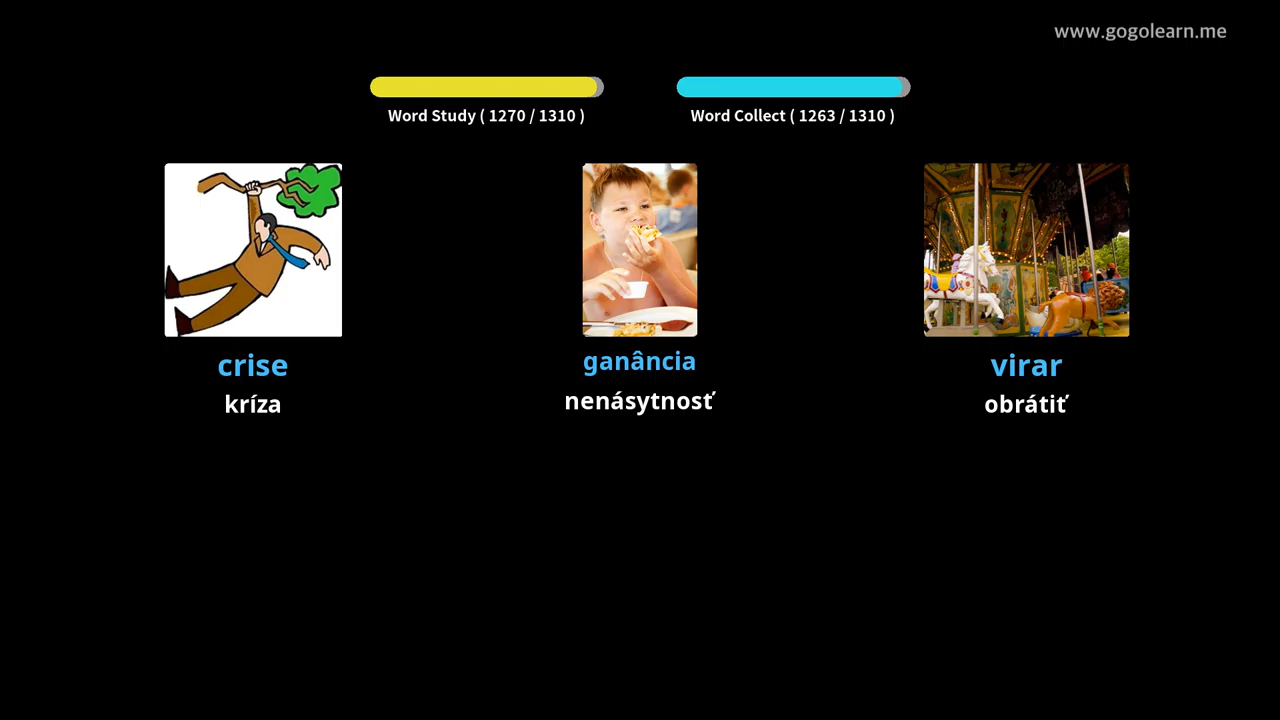 www.gogolearn.me
Word Study ( 1270 / 1310 )
Word Collect ( 1263 / 1310 )
crise
ganância
virar
kríza
nenásytnosť
obrátiť